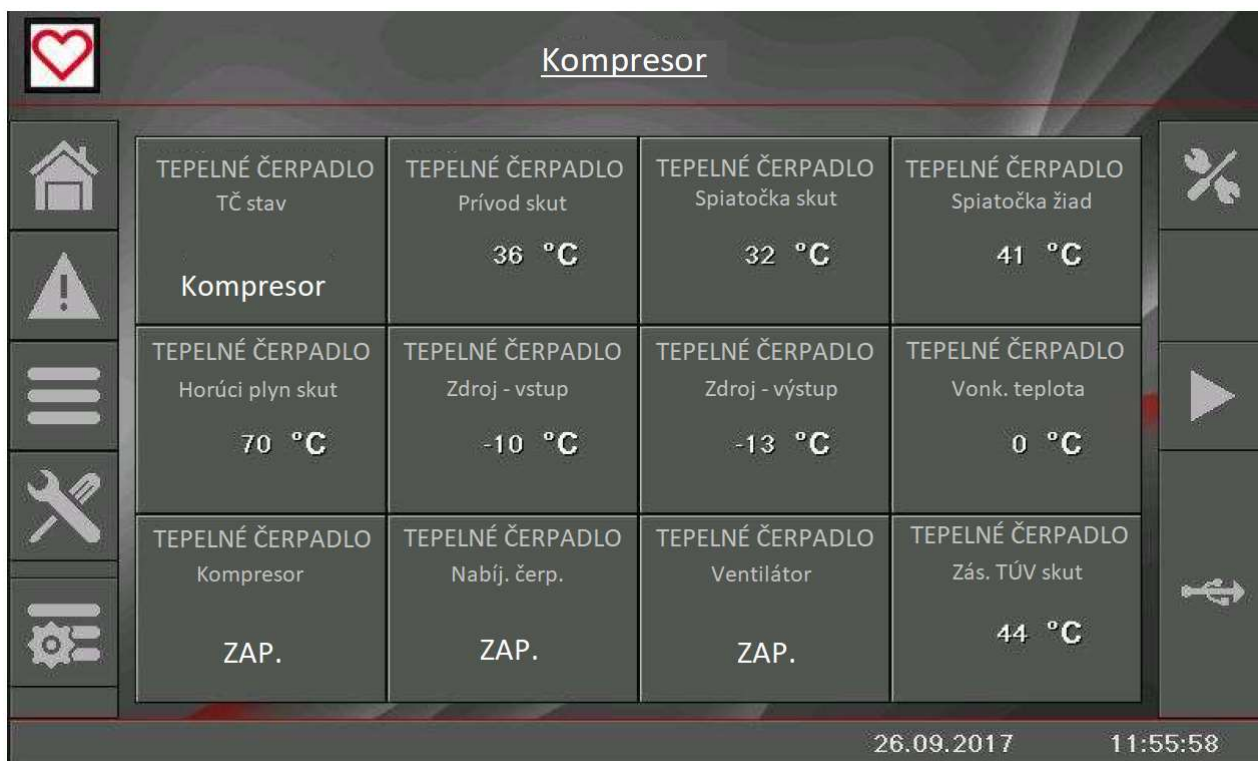 Kompresor
TEPELNÉ ČERPADLO
TČ stav
Kompresor
TEPELNÉ ČERPADLO
Prívod skut
36 °C
TEPELNÉ ČERPADLO
Spiatočka skut
32 °C
TEPELNÉ ČERPADLO
Spiatočka žiad
41 °C
TEPELNÉ ČERPADLO
Horúci plyn skut
70 °C
TEPELNÉ ČERPADLO
Zdroj - vstup
-10 °C
TEPELNÉ ČERPADLO
Zdroj - výstup
-13 °C
TEPELNÉ ČERPADLO
Vonk. teplota
0 °C
TEPELNÉ ČERPADLO
Kompresor
ZAP.
TEPELNÉ ČERPADLO
Nabíj. čerp.
ZAP.
TEPELNÉ ČERPADLO
Ventilátor
ZAP.
TEPELNÉ ČERPADLO
Zás. TÚV skut
44 °C
26.09.2017 11:55:58